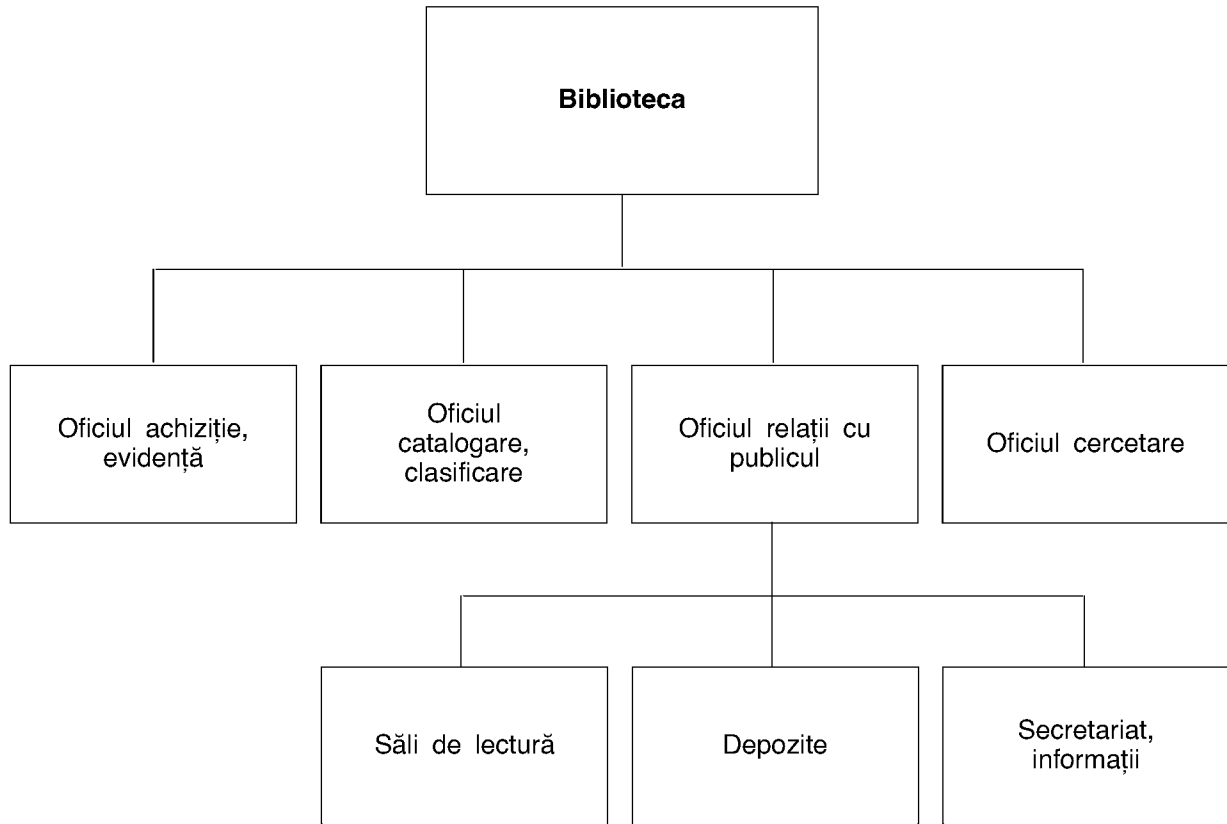 Biblioteca
Oficiul achiziție,
evidență
Oficiul
catalogare,
clasificare
Oficiul relații cu
publicul
Oficiul cercetare
Săli de lectură
Depozite
Secretariat,
informații